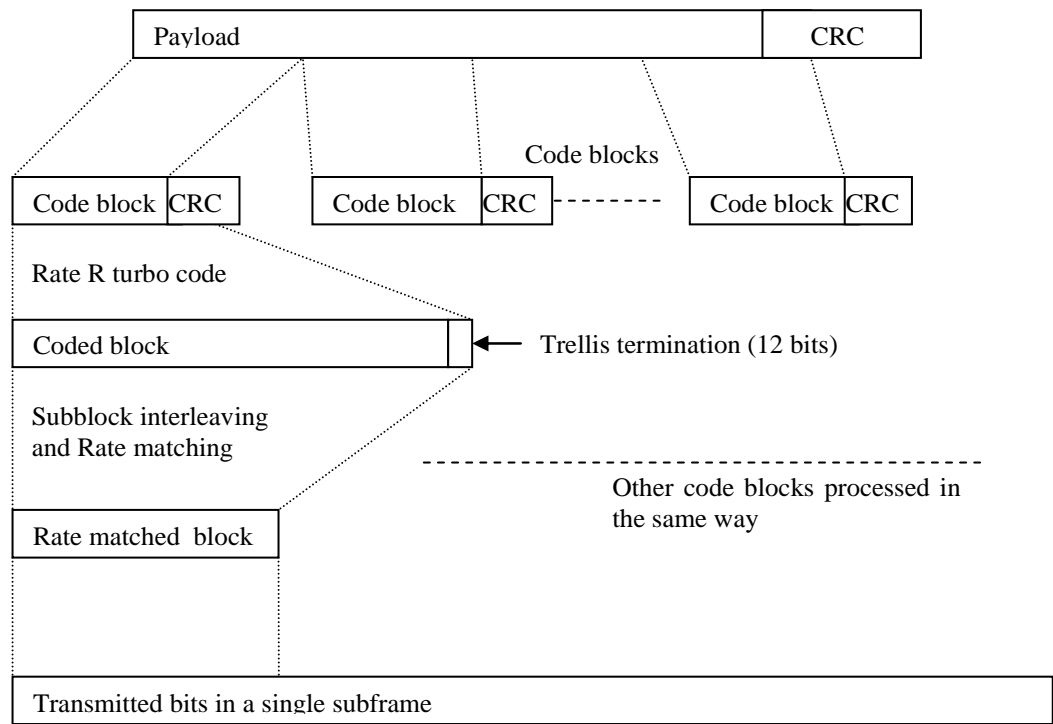 Payload CRC
Code blocks
Code block CRC Code block CRC Code block CRC
Rate R turbo code
Coded block
Trellis termination (12 bits)
Subblock interleaving
and Rate matching
Other code blocks processed in
the same way
Rate matched block
Transmitted bits in a single subframe